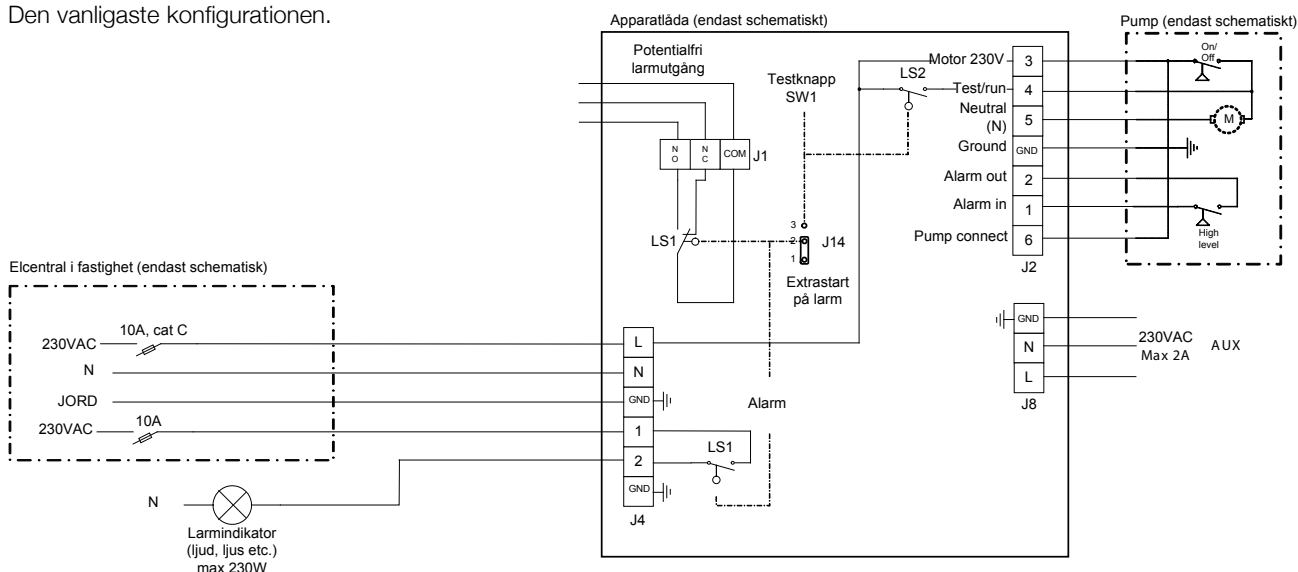 Den vanligaste konfigurationen.
Apparatlåda (endast schematiskt)
Pump (endast schematiskt)
Potentialfri
larmutgång
Testknapp
SW1
LS2
Motor 230V
3
Test/run
4
Neutral
(N)
5
Ground
GND
Alarm out
2
Alarm in
1
Pump connect
6
J2
On/
Off
M
High
level
N
O
N
C
COM
J1
LS1
3
2
1
J14
Extrastart
på larm
Elcentral i fastighet (endast schematisk)
230VAC
10A, cat C
N
JORD
230VAC
10A
L
N
GND
1
2
GND
J4
Alarm
LS1
GND
N
L
J8
230VAC
Max 2A
AUX
N
Larmindikator
(ljud, ljus etc.)
max 230W